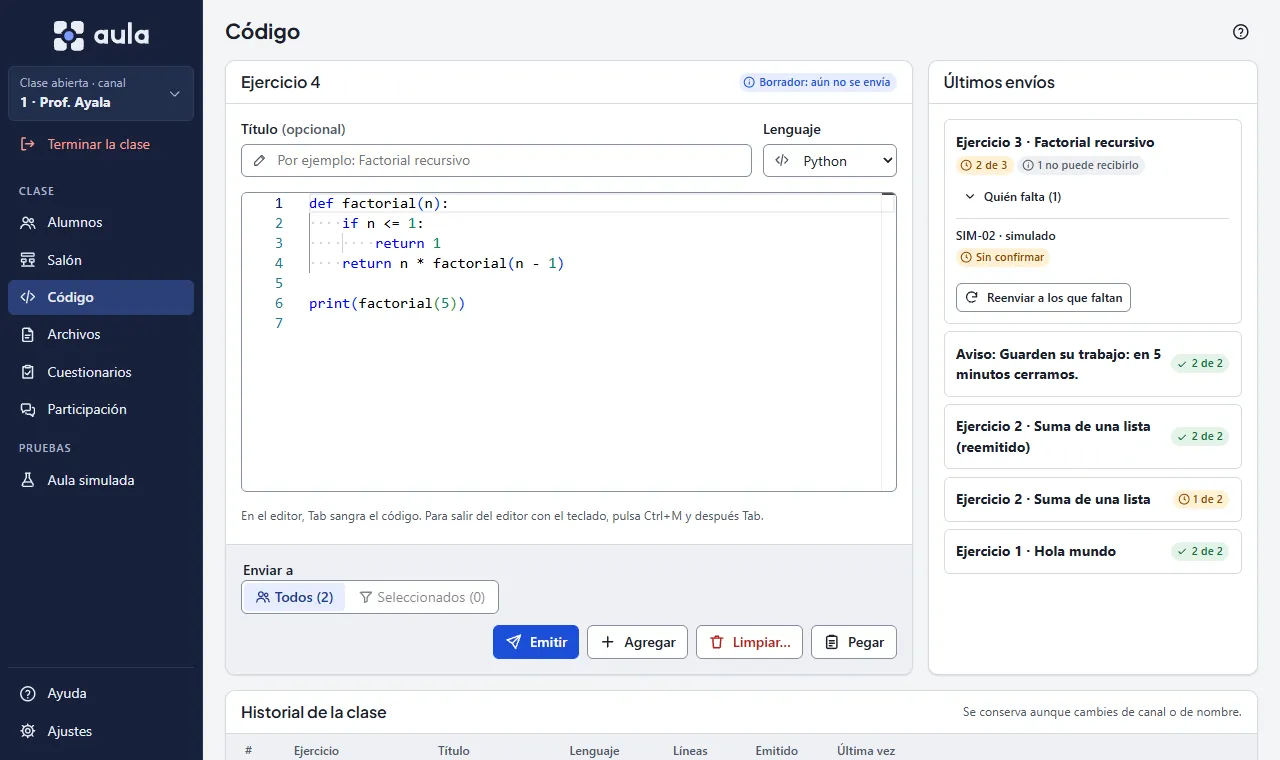 aula
Clase abierta · canal
1 · Prof. Ayala
Terminar la clase
CLASE
Alumnos
Salón
Código
Archivos
Cuestionarios
Participación
PRUEBAS
Aula simulada
Ayuda
Ajustes
Código
Ejercicio 4
Borrador: aún no se envía
Título (opcional)
Lenguaje
Por ejemplo: Factorial recursivo
Python
1 def factorial(n):
2 ····if n <= 1:
3 ········return 1
4 ····return n * factorial(n - 1)
5
6 print(factorial(5))
7
En el editor, Tab sangra el código. Para salir del editor con el teclado, pulsa Ctrl+M y después Tab.
Enviar a
Todos (2) Seleccionados (0)
Emitir Agregar Limpiar... Pegar
Últimos envíos
Ejercicio 3 · Factorial recursivo
2 de 3 1 no puede recibirlo
Quién falta (1)
SIM-02 · simulado
Sin confirmar
Reenviar a los que faltan
Aviso: Guarden su trabajo: en 5
minutos cerramos.
2 de 2
Ejercicio 2 · Suma de una lista
(reemitido)
2 de 2
Ejercicio 2 · Suma de una lista
1 de 2
Ejercicio 1 · Hola mundo
2 de 2
Historial de la clase
Se conserva aunque cambies de canal o de nombre.
# Ejercicio Título Lenguaje Líneas Emitido Última vez